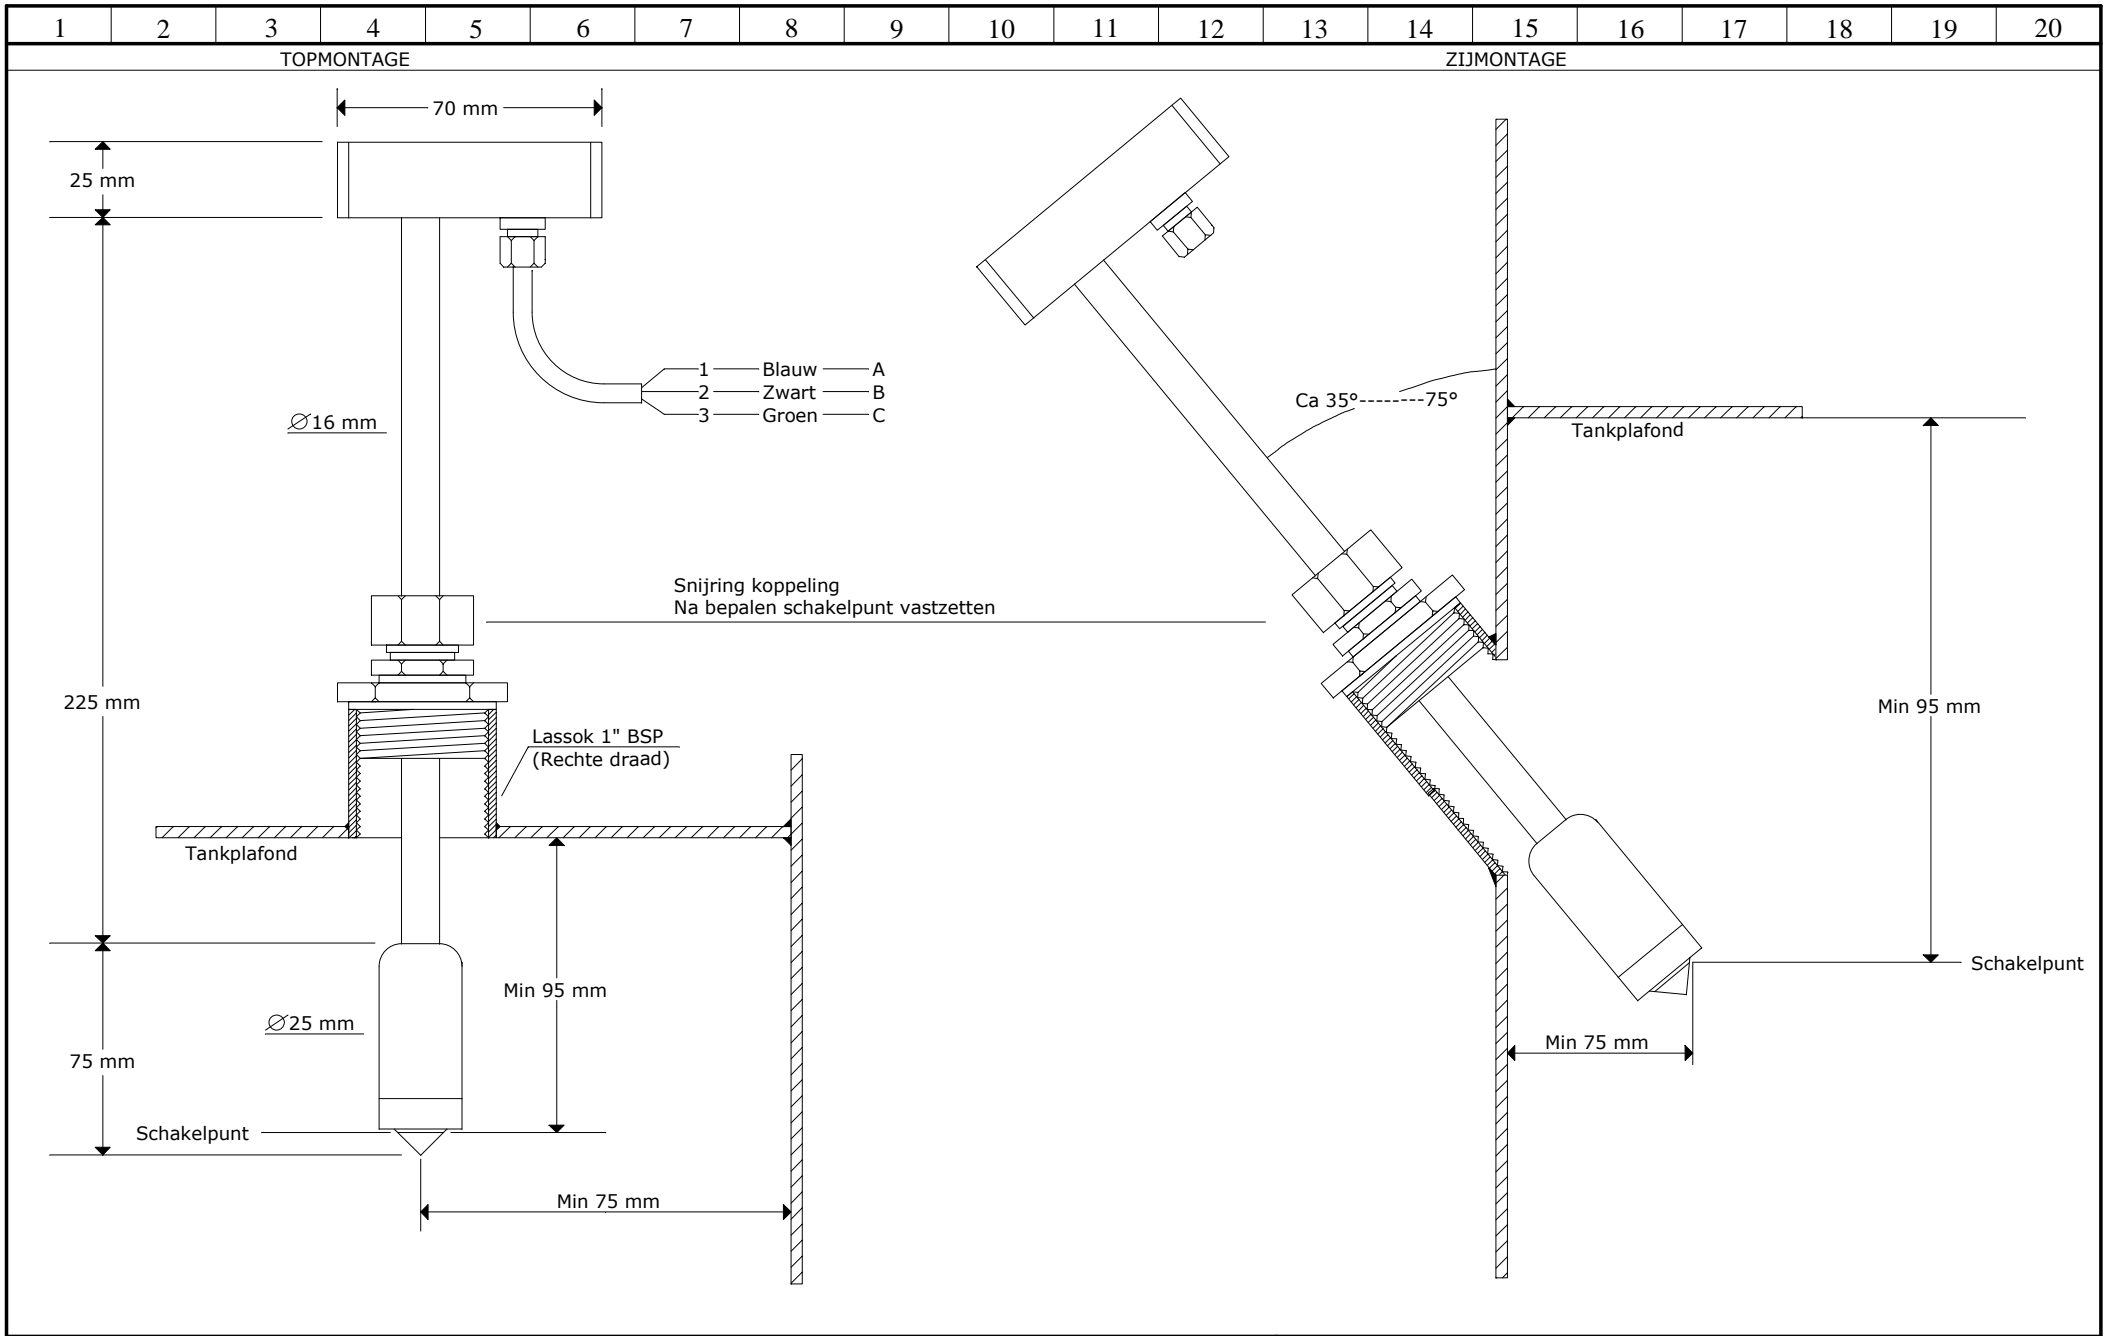 1 2 3 4 5 6 7 8 9 10 11 12 13 14 15 16 17 18 19 20
TOPMONTAGE
70 mm
25 mm
1 Blauw A
2 Zwart B
3 Groen C
Ø16 mm
Snijring koppeling
Na bepalen schakelpunt vastzetten
225 mm
Lassok 1" BSP
(Rechte draad)
Tankplafond
Min 95 mm
Ø25 mm
75 mm
Schakelpunt
Min 75 mm
ZIJMONTAGE
Ca 35°--------75°
Tankplafond
Min 95 mm
Schakelpunt
Min 75 mm